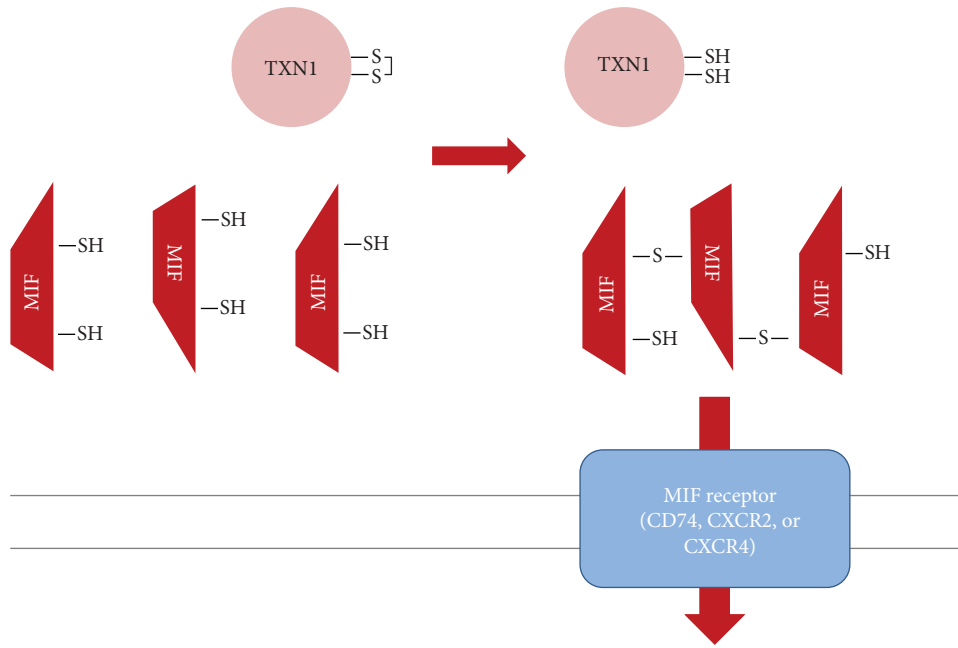 TXN1
S
S
TXN1
SH
SH
MIF
SH
SH
MIF
SH
SH
MIF
SH
SH
MIF
S
SH
MIF
S
MIF
SH
MIF receptor
(CD74, CXCR2, or
CXCR4)